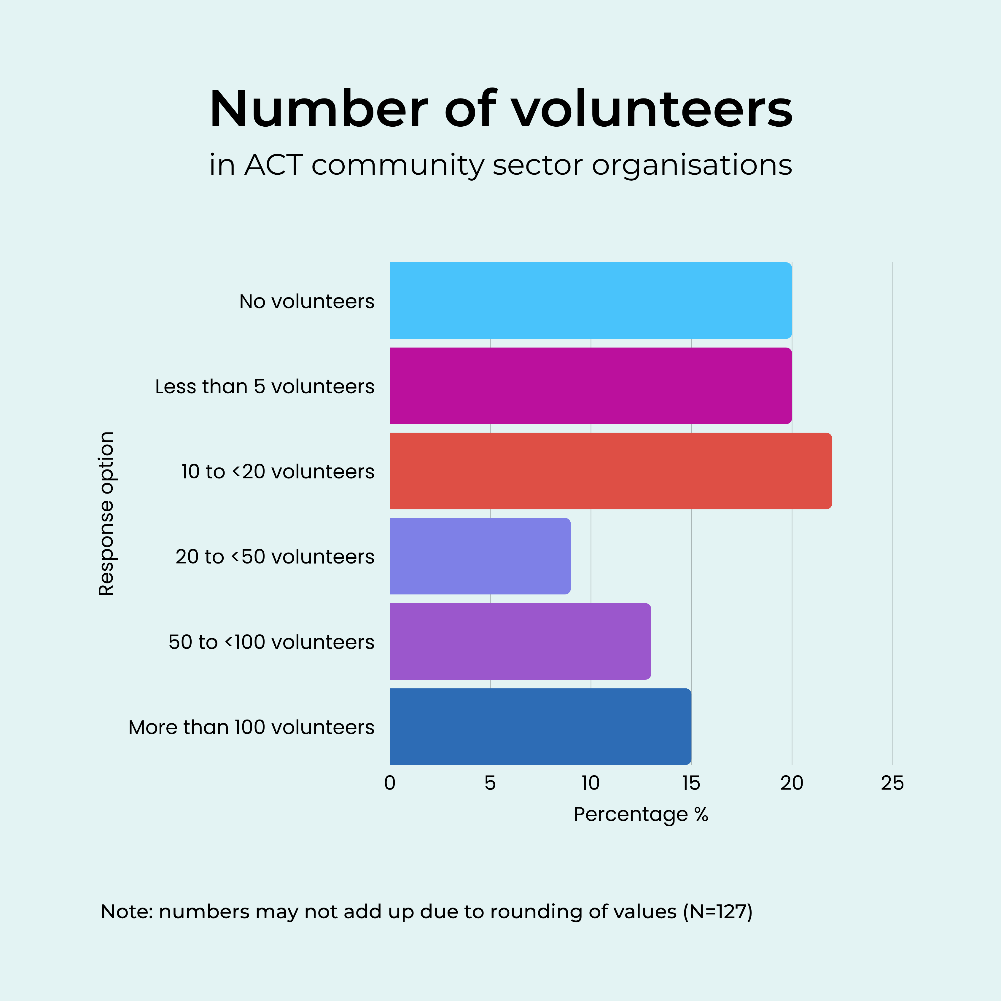 Number of volunteers
in ACT community sector organisations
Response option
No volunteers
Less than 5 volunteers
10 to <20 volunteers
20 to <50 volunteers
50 to <100 volunteers
More than 100 volunteers
0 5 10 15 20 25
Percentage %
Note: numbers may not add up due to rounding of values (N=127)